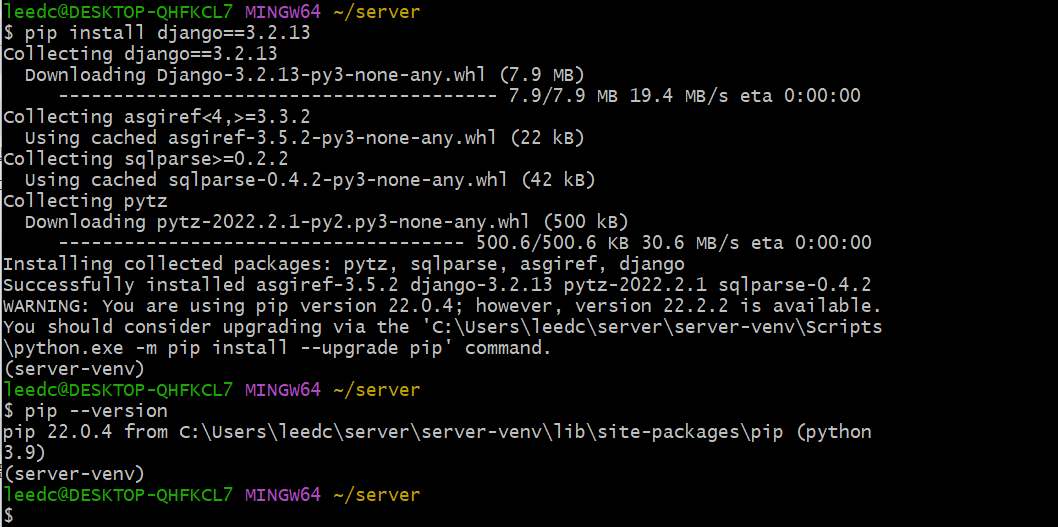 leedc@DESKTOP-QHFKCL7 MINGW64 ~/server
$ pip install django==3.2.13
Collecting django==3.2.13
  Downloading Django-3.2.13-py3-none-any.whl (7.9 MB)
     ---------------------------------------- 7.9/7.9 MB 19.4 MB/s eta 0:00:00
Collecting asgiref<4,>=3.3.2
  Using cached asgiref-3.5.2-py3-none-any.whl (22 kB)
Collecting sqlparse>=0.2.2
  Using cached sqlparse-0.4.2-py3-none-any.whl (42 kB)
Collecting pytz
  Downloading pytz-2022.2.1-py2.py3-none-any.whl (500 kB)
     ------------------------------------- 500.6/500.6 KB 30.6 MB/s eta 0:00:00
Installing collected packages: pytz, sqlparse, asgiref, django
Successfully installed asgiref-3.5.2 django-3.2.13 pytz-2022.2.1 sqlparse-0.4.2
WARNING: You are using pip version 22.0.4; however, version 22.2.2 is available.
You should consider upgrading via the 'C:\Users\leedc\server\server-venv\Scripts
\python.exe -m pip install --upgrade pip' command.
(server-venv)
leedc@DESKTOP-QHFKCL7 MINGW64 ~/server
$ pip --version
pip 22.0.4 from C:\Users\leedc\server\server-venv\lib\site-packages\pip (python
3.9)
(server-venv)
leedc@DESKTOP-QHFKCL7 MINGW64 ~/server
$